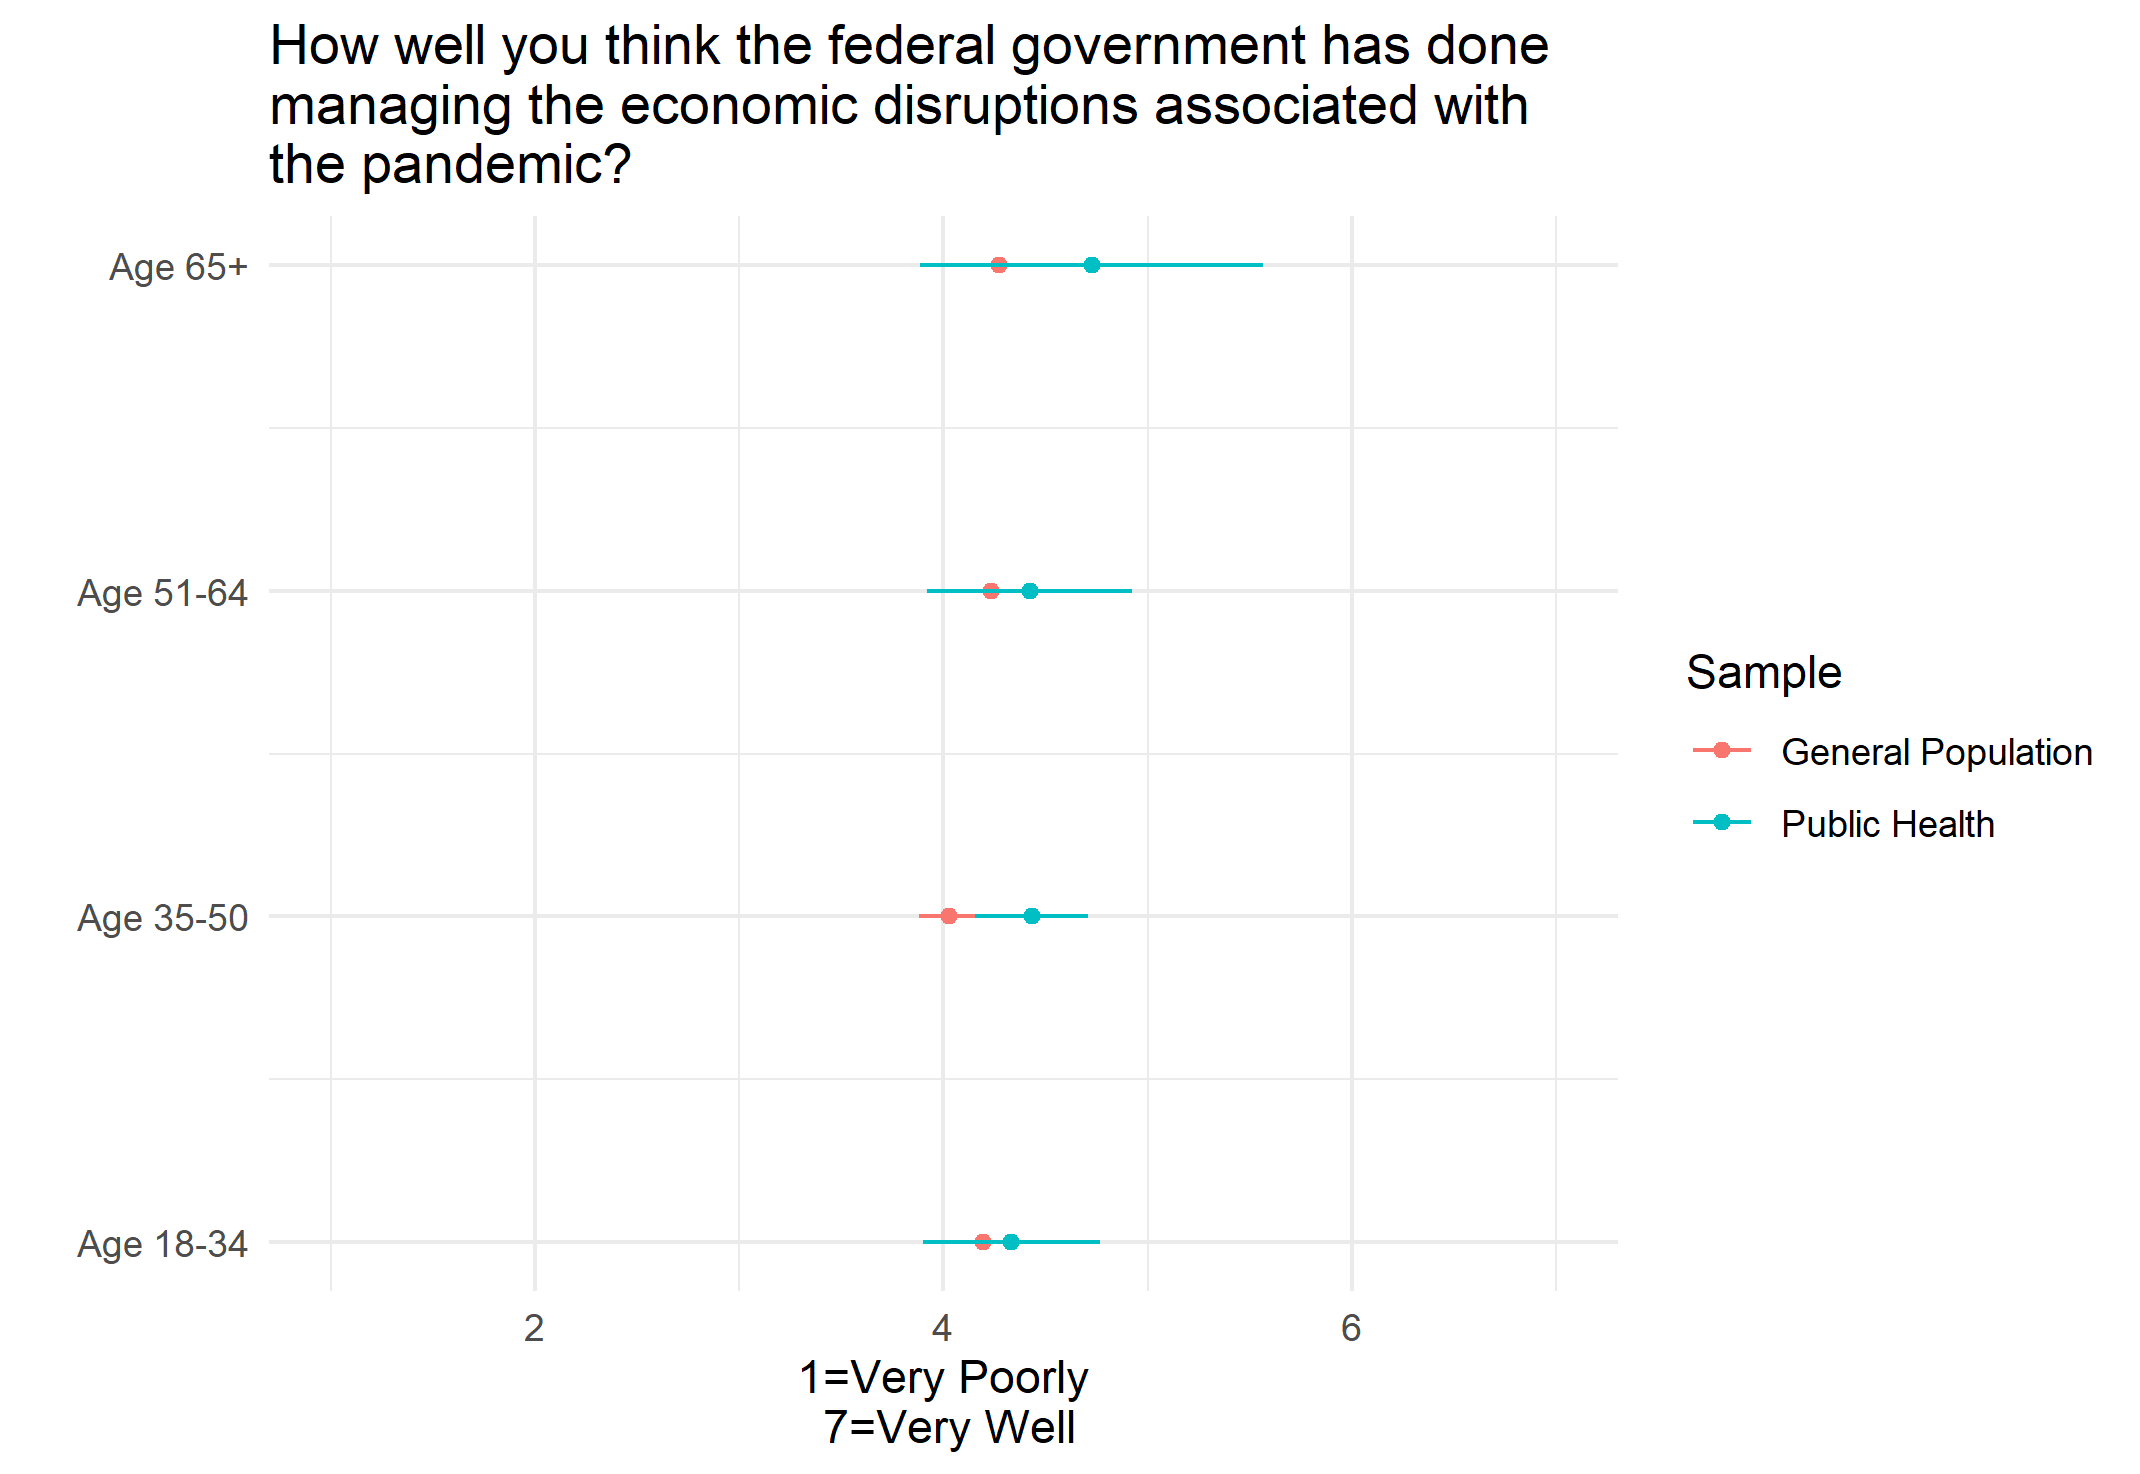 How well you think the federal government has done
managing the economic disruptions associated with
the pandemic?
Age 65+
Age 51-64
Age 35-50
Age 18-34
2
4
6
1=Very Poorly
7=Very Well
Sample
General Population
Public Health